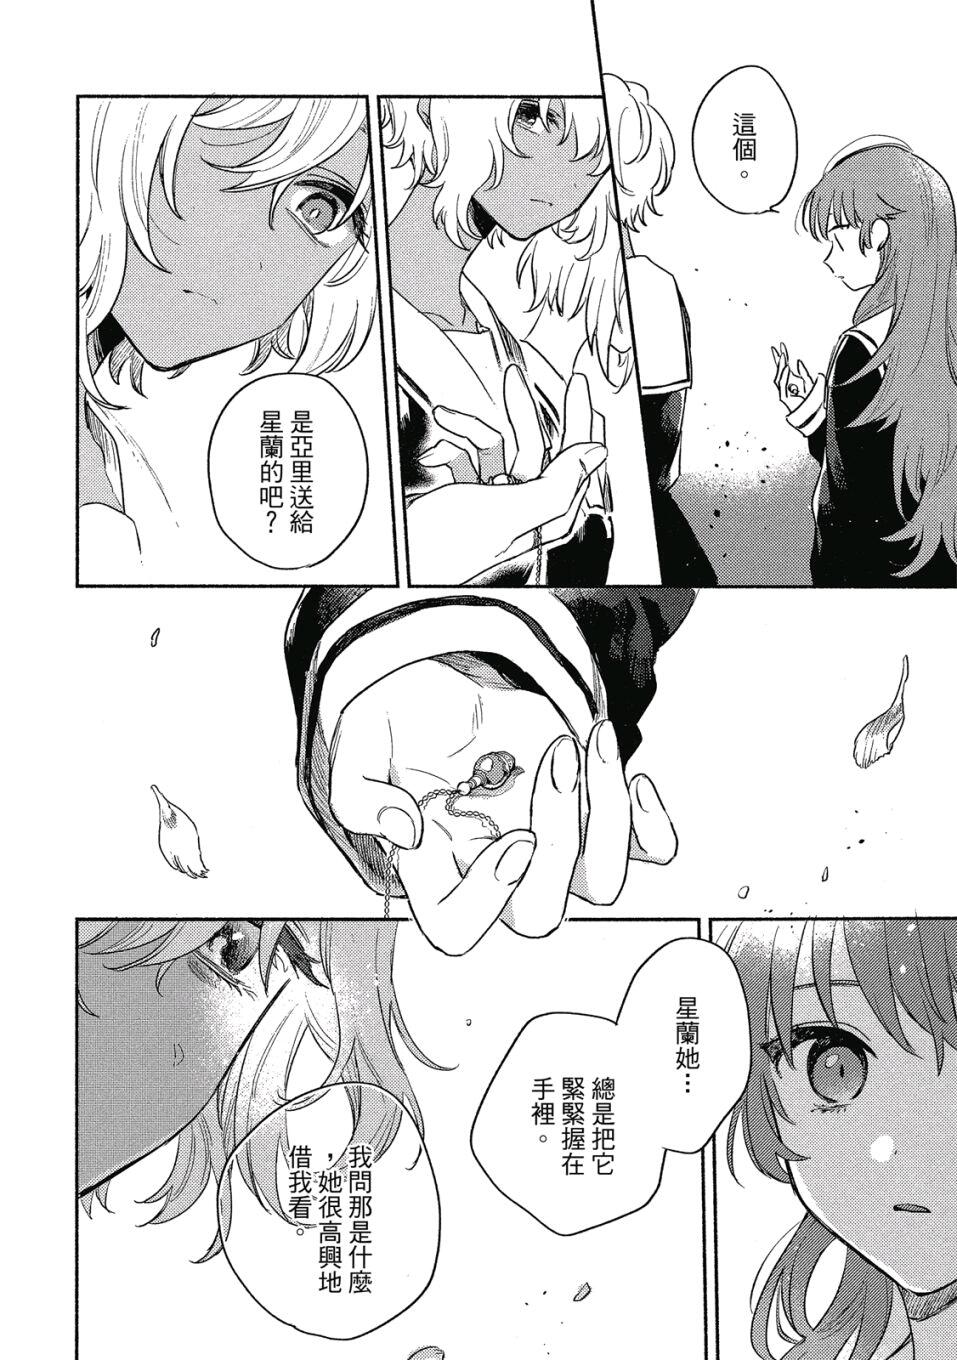 這個。
是亞里送給
星蘭的吧?
星蘭她…
總是把它
緊緊握在
手裡。
我問那是什麼
,她很高興地
借我看。